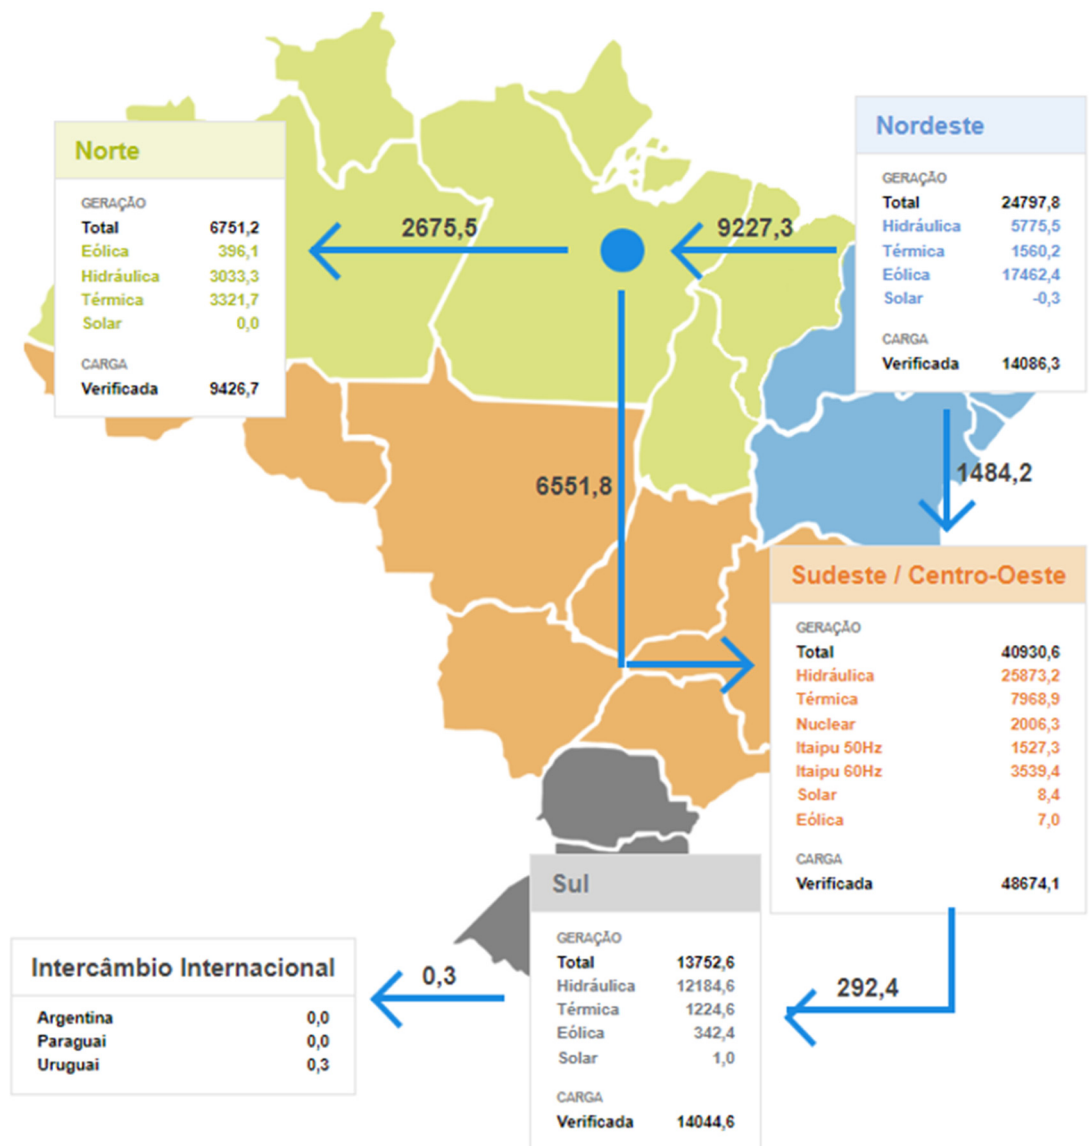 Norte
GERAÇÃO
Total 6751,2
Eólica 396,1
Hidráulica 3033,3
Térmica 3321,7
Solar 0,0
CARGA
Verificada 9426,7
2675,5
9227,3
Nordeste
GERAÇÃO
Total 24797,8
Hidráulica 5775,5
Térmica 1560,2
Eólica 17462,4
Solar -0,3
CARGA
Verificada 14086,3
6551,8
1484,2
Sudeste / Centro-Oeste
GERAÇÃO
Total 40930,6
Hidráulica 25873,2
Térmica 7968,9
Nuclear 2006,3
Itaipu 50Hz 1527,3
Itaipu 60Hz 3539,4
Solar 8,4
Eólica 7,0
CARGA
Verificada 48674,1
Sul
GERAÇÃO
Total 13752,6
Hidráulica 12184,6
Térmica 1224,6
Eólica 342,4
Solar 1,0
CARGA
Verificada 14044,6
292,4
0,3
Intercâmbio Internacional
Argentina 0,0
Paraguai 0,0
Uruguai 0,3